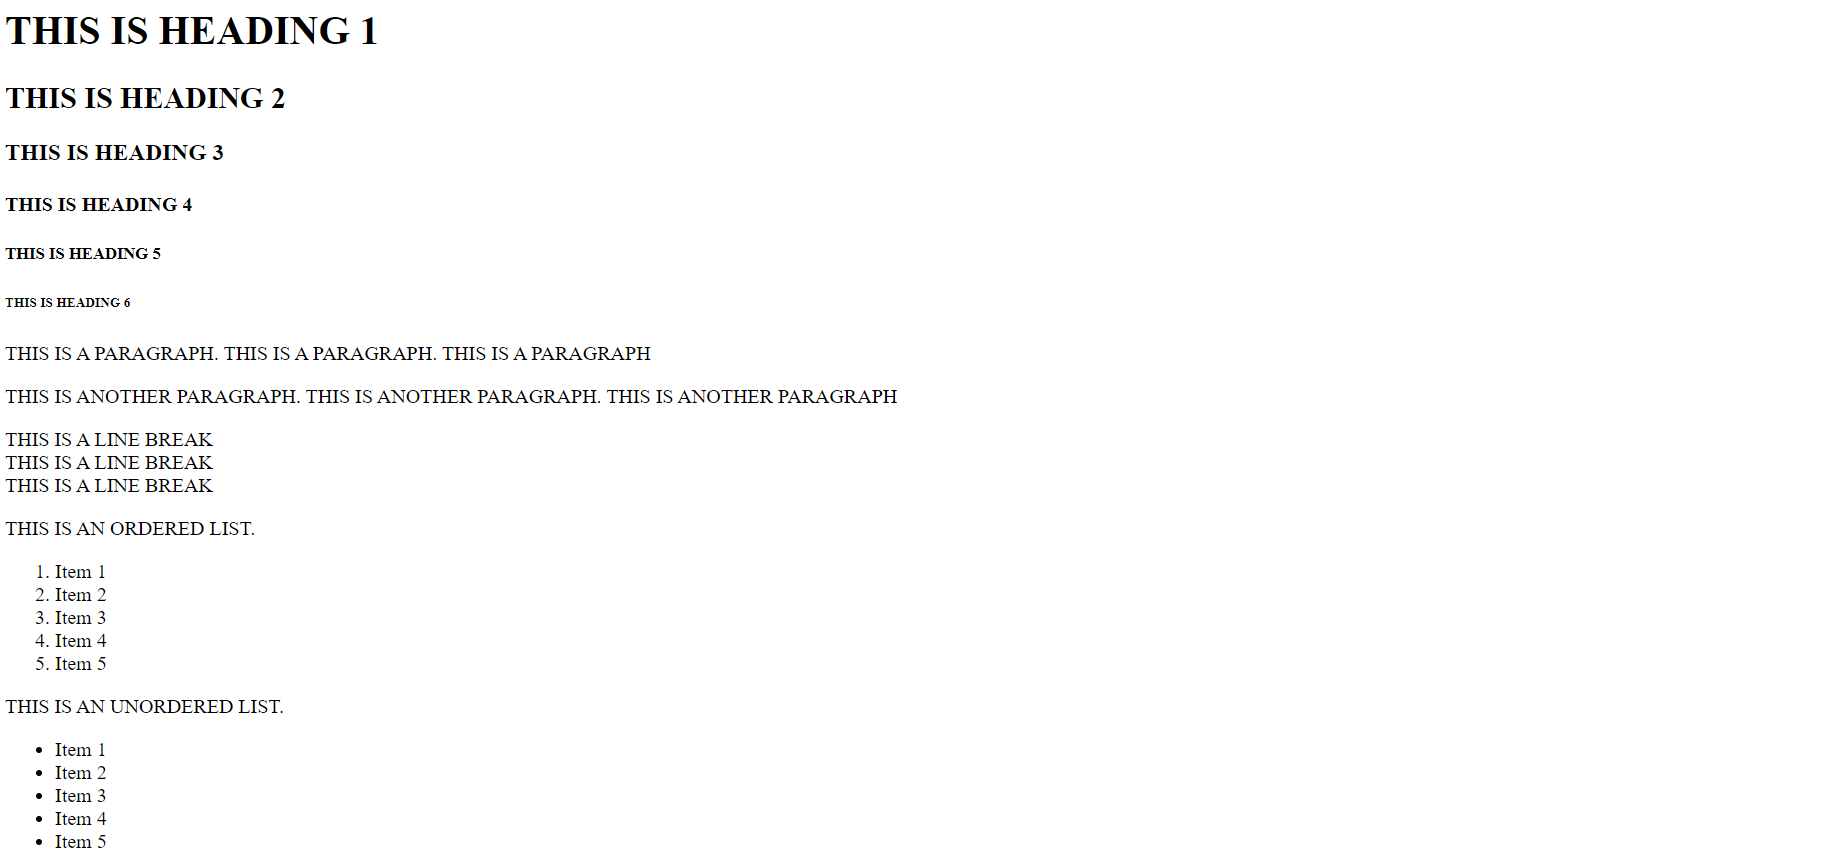 THIS IS HEADING 1
THIS IS HEADING 2
THIS IS HEADING 3
THIS IS HEADING 4
THIS IS HEADING 5
THIS IS HEADING 6
THIS IS A PARAGRAPH. THIS IS A PARAGRAPH. THIS IS A PARAGRAPH
THIS IS ANOTHER PARAGRAPH. THIS IS ANOTHER PARAGRAPH. THIS IS ANOTHER PARAGRAPH
THIS IS A LINE BREAK
THIS IS A LINE BREAK
THIS IS A LINE BREAK
THIS IS AN ORDERED LIST.
1. Item 1
2. Item 2
3. Item 3
4. Item 4
5. Item 5
THIS IS AN UNORDERED LIST.
• Item 1
• Item 2
• Item 3
• Item 4
• Item 5